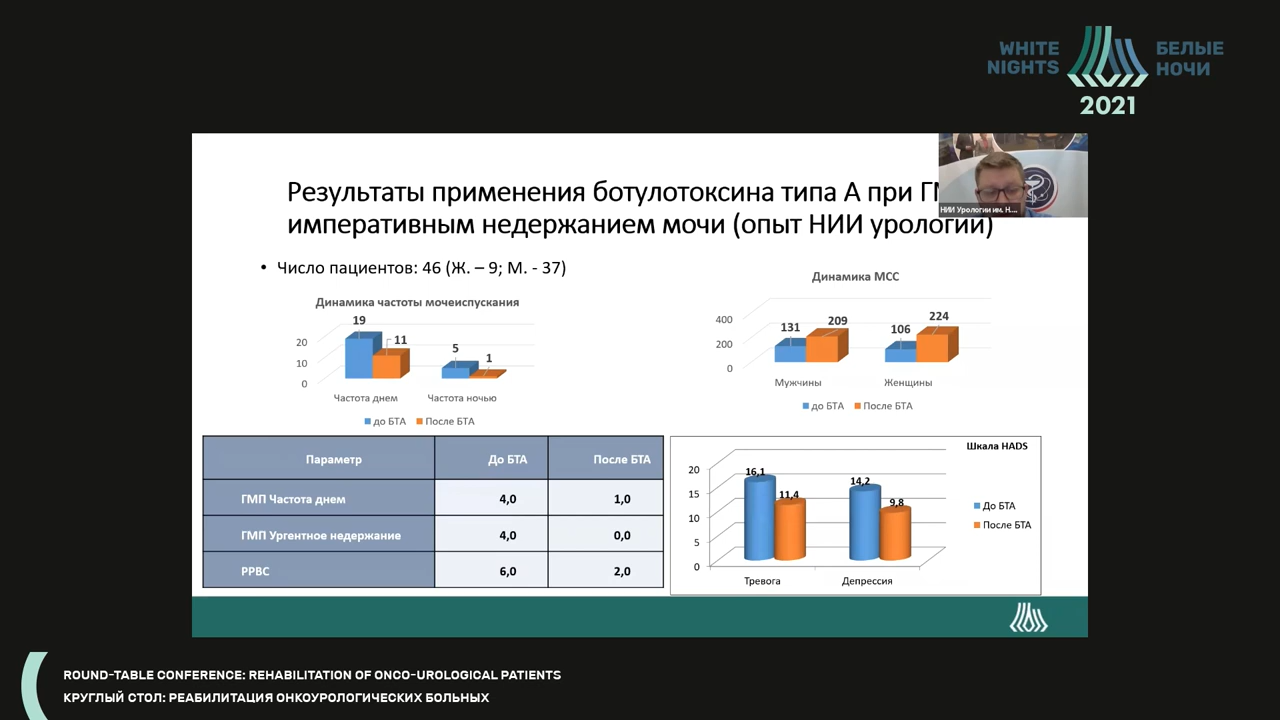 WHITE NIGHTS
БЕЛЫЕ НОЧИ
2021
НИИ Урологии им. Н....
Результаты применения ботулотоксина типа А при
императивным недержанием мочи (опыт НИИ урологии)
• Число пациентов: 46 (Ж. – 9; М. - 37)
Динамика частоты мочеиспускания
19
11
5
1
20
10
0
Частота днем
Частота ночью
до БТА
После БТА
Динамика МСС
400
200
0
131
209
106
224
Мужчины
Женщины
до БТА
После БТА
Параметр До БТА После БТА
ГМП Частота днем 4,0 1,0
ГМП Ургентное недержание 4,0 0,0
РРВС 6,0 2,0
Шкала HADS
20
15
10
5
0
16,1
11,4
14,2
9,8
Тревога
Депрессия
До БТА
После БТА
ROUND-TABLE CONFERENCE: REHABILITATION OF ONCO-UROLOGICAL PATIENTS
КРУГЛЫЙ СТОЛ: РЕАБИЛИТАЦИЯ ОНКОУРОЛОГИЧЕСКИХ БОЛЬНЫХ